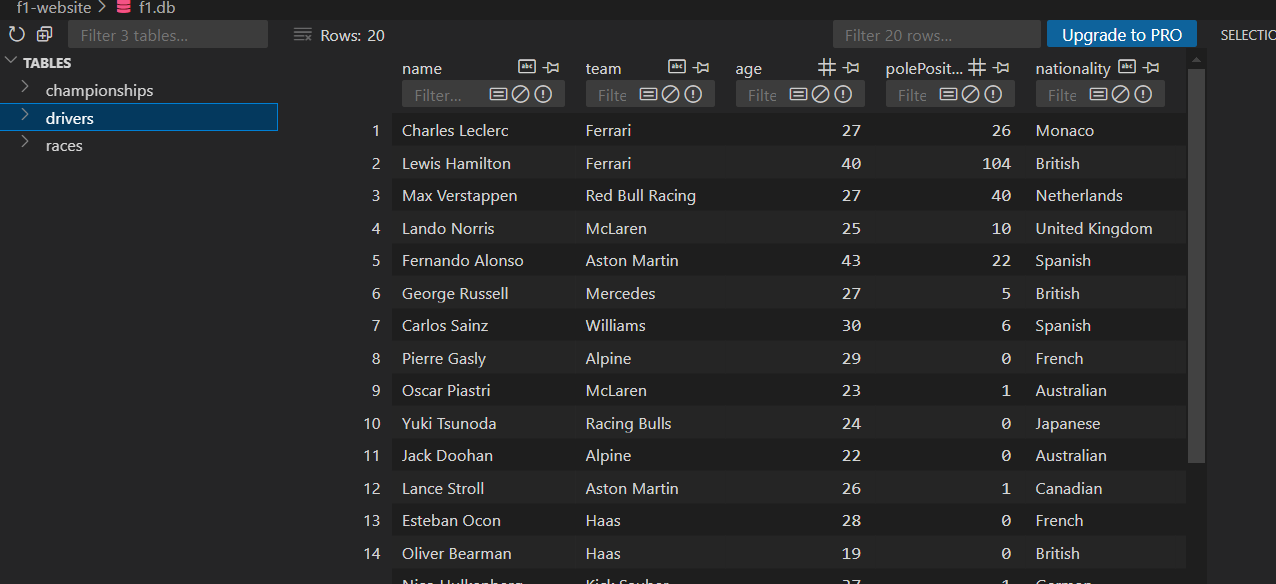 f1-website > f1.db
Filter 3 tables... Rows: 20 Filter 20 rows... Upgrade to PRO SELECTIO
TABLES
championships
drivers
races
name team age polePosit... nationality
Filter... Filte Filte Filte Filte
1 Charles Leclerc Ferrari 27 26 Monaco
2 Lewis Hamilton Ferrari 40 104 British
3 Max Verstappen Red Bull Racing 27 40 Netherlands
4 Lando Norris McLaren 25 10 United Kingdom
5 Fernando Alonso Aston Martin 43 22 Spanish
6 George Russell Mercedes 27 5 British
7 Carlos Sainz Williams 30 6 Spanish
8 Pierre Gasly Alpine 29 0 French
9 Oscar Piastri McLaren 23 1 Australian
10 Yuki Tsunoda Racing Bulls 24 0 Japanese
11 Jack Doohan Alpine 22 0 Australian
12 Lance Stroll Aston Martin 26 1 Canadian
13 Esteban Ocon Haas 28 0 French
14 Oliver Bearman Haas 19 0 British